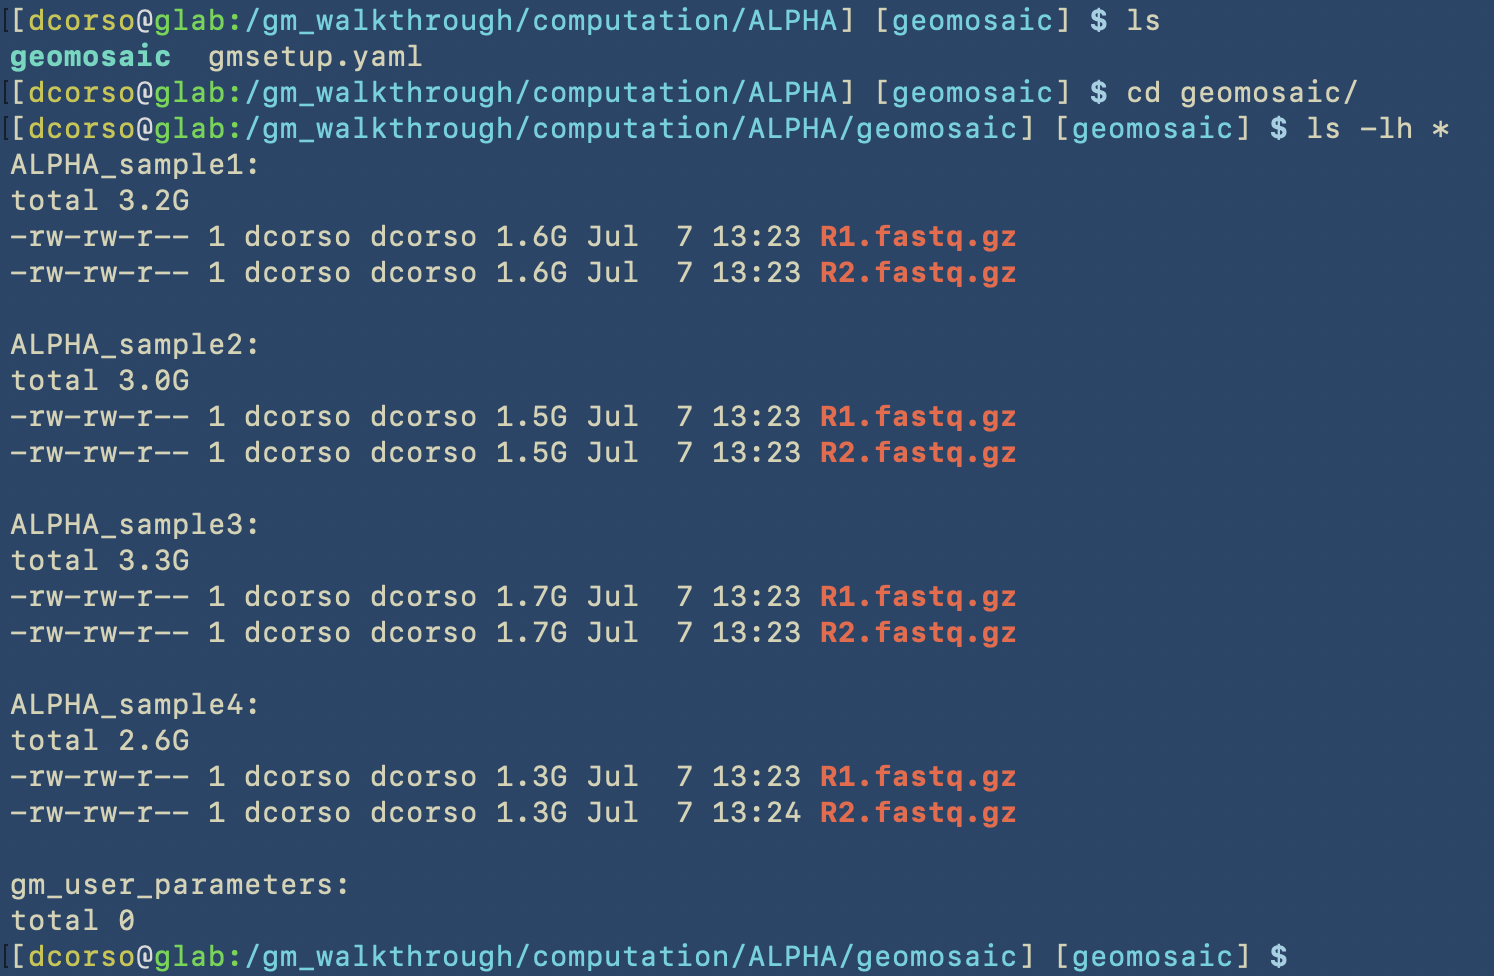 [[dcorso@glab:/gm_walkthrough/computation/ALPHA] [geomosaic] $ ls
geomosaic  gmsetup.yaml
[[dcorso@glab:/gm_walkthrough/computation/ALPHA] [geomosaic] $ cd geomosaic/
[[dcorso@glab:/gm_walkthrough/computation/ALPHA/geomosaic] [geomosaic] $ ls -lh *
ALPHA_sample1:
total 3.2G
-rw-rw-r-- 1 dcorso dcorso 1.6G Jul  7 13:23 R1.fastq.gz
-rw-rw-r-- 1 dcorso dcorso 1.6G Jul  7 13:23 R2.fastq.gz

ALPHA_sample2:
total 3.0G
-rw-rw-r-- 1 dcorso dcorso 1.5G Jul  7 13:23 R1.fastq.gz
-rw-rw-r-- 1 dcorso dcorso 1.5G Jul  7 13:23 R2.fastq.gz

ALPHA_sample3:
total 3.3G
-rw-rw-r-- 1 dcorso dcorso 1.7G Jul  7 13:23 R1.fastq.gz
-rw-rw-r-- 1 dcorso dcorso 1.7G Jul  7 13:23 R2.fastq.gz

ALPHA_sample4:
total 2.6G
-rw-rw-r-- 1 dcorso dcorso 1.3G Jul  7 13:23 R1.fastq.gz
-rw-rw-r-- 1 dcorso dcorso 1.3G Jul  7 13:24 R2.fastq.gz

gm_user_parameters:
total 0
[[dcorso@glab:/gm_walkthrough/computation/ALPHA/geomosaic] [geomosaic] $